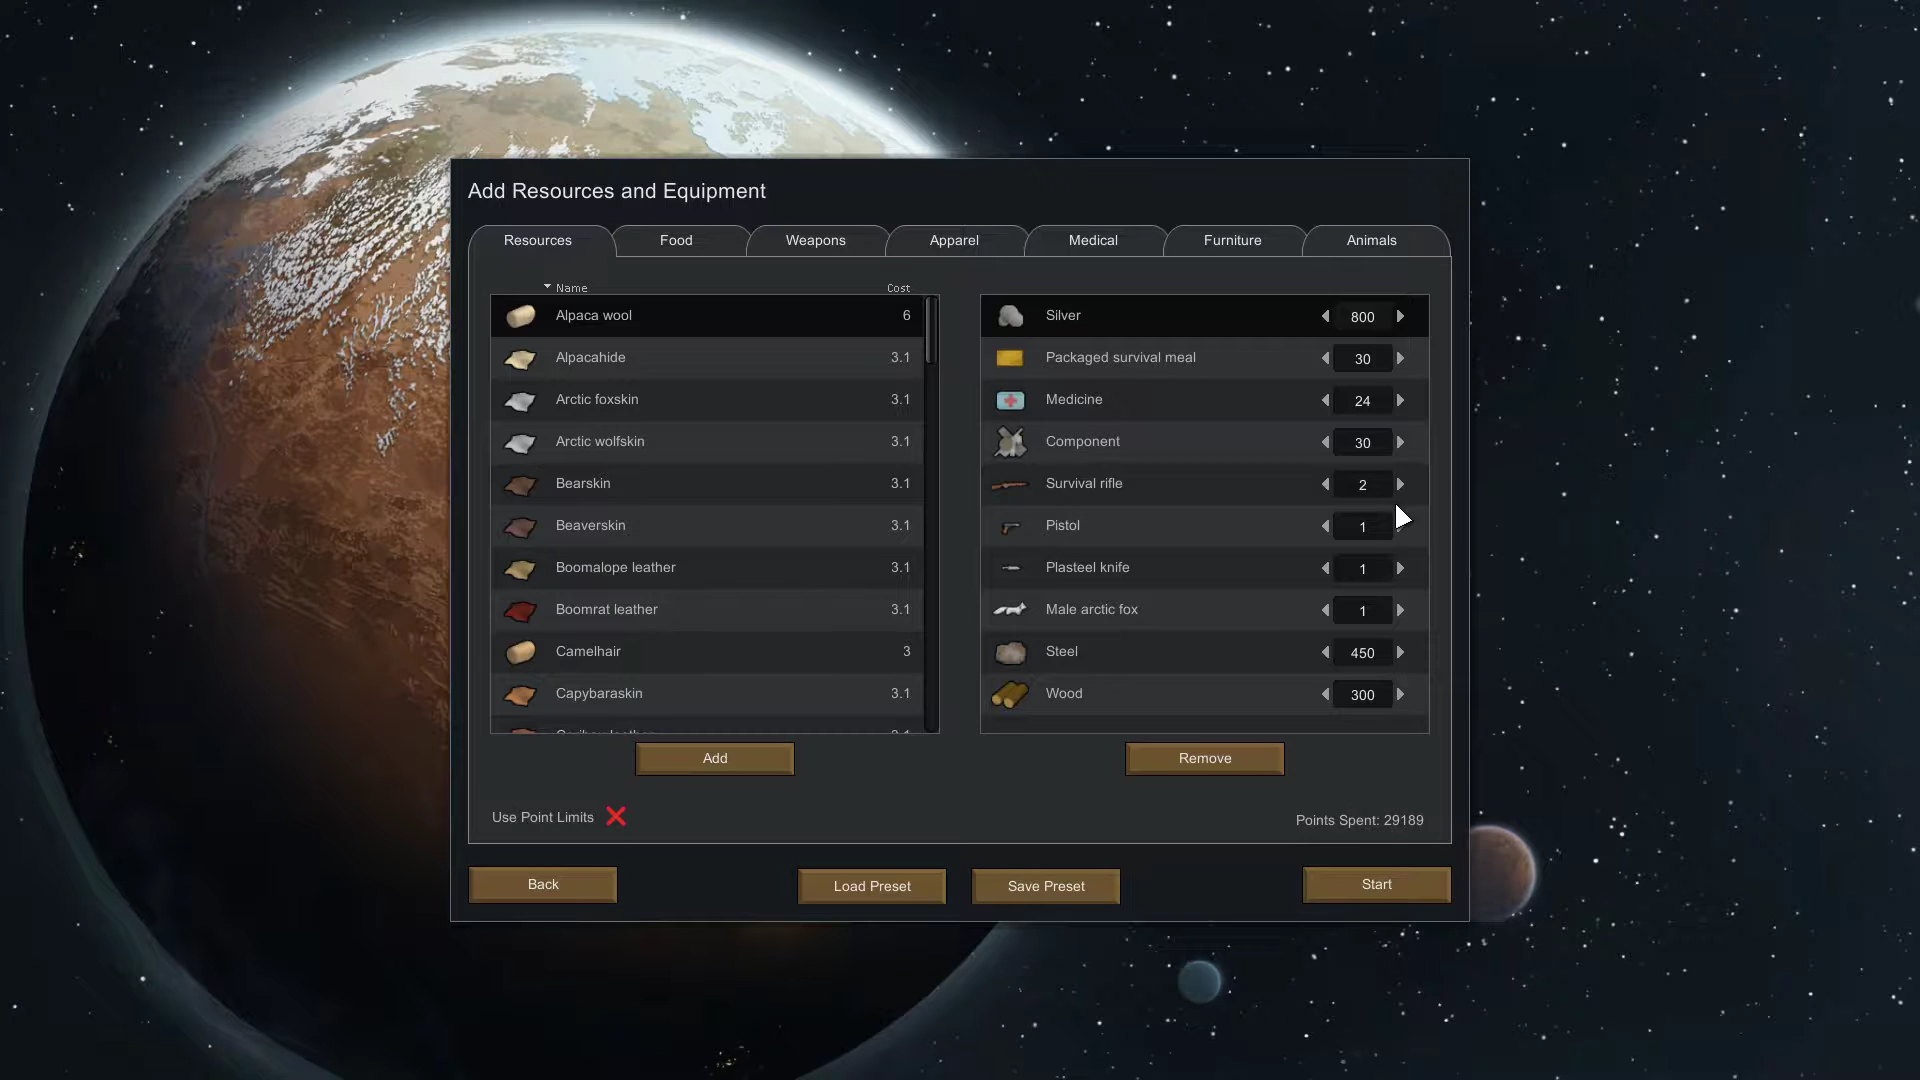 Add Resources and Equipment
Resources Food Weapons Apparel Medical Furniture Animals
Name Cost
Alpaca wool 6
Alpacahide 3.1
Arctic foxskin 3.1
Arctic wolfskin 3.1
Bearskin 3.1
Beaverskin 3.1
Boomalope leather 3.1
Boomrat leather 3.1
Camelhair 3
Capybaraskin 3.1
Add
Silver 800
Packaged survival meal 30
Medicine 24
Component 30
Survival rifle 2
Pistol 1
Plasteel knife 1
Male arctic fox 1
Steel 450
Wood 300
Remove
Use Point Limits
Points Spent: 29189
Back Load Preset Save Preset Start